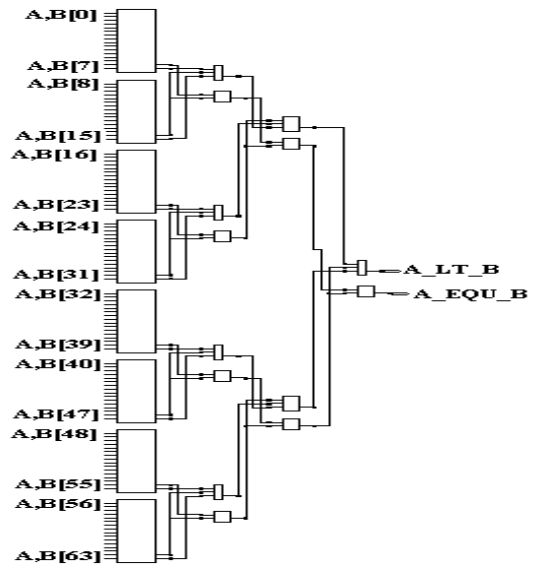 A,B[0]
A,B[7]
A,B[8]
A,B[15]
A,B[16]
A,B[23]
A,B[24]
A,B[31]
A_LT_B
A_EQU_B
A,B[32]
A,B[39]
A,B[40]
A,B[47]
A,B[48]
A,B[55]
A,B[56]
A,B[63]